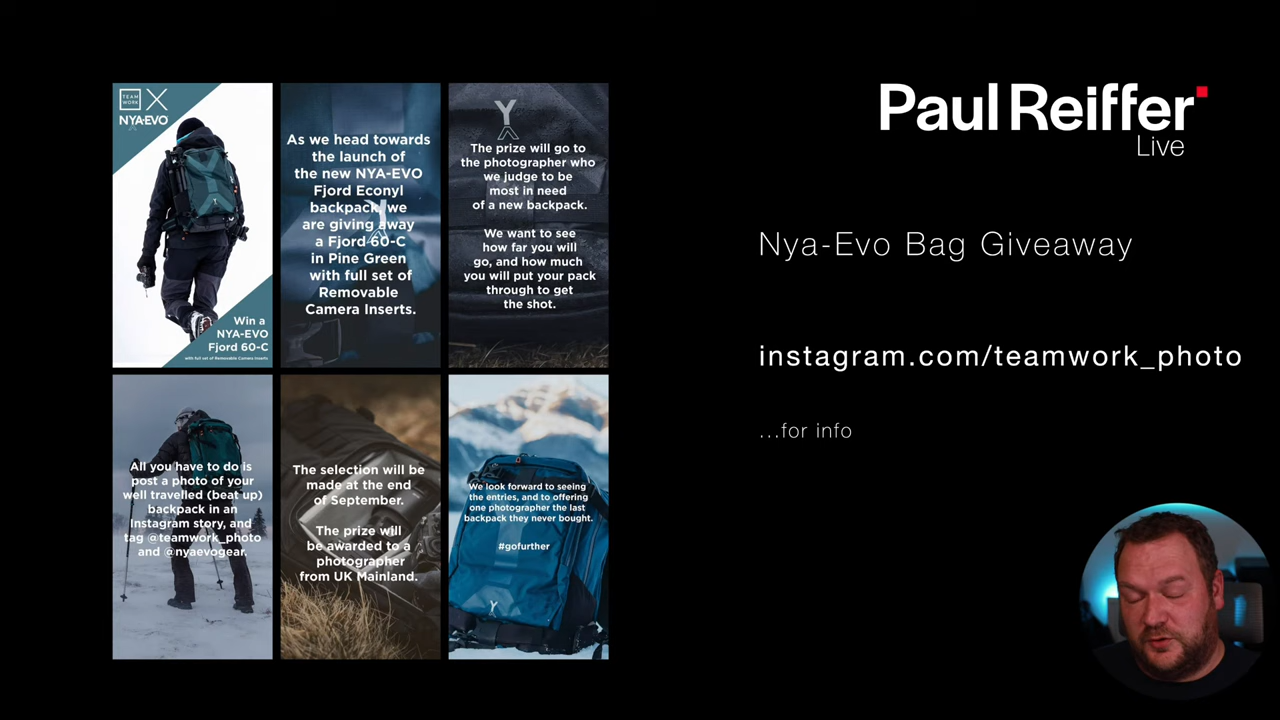 TEAM
WORK
NYA-EVO
Win a
NYA-EVO
Fjord 60-C
with full set of Removable Camera Inserts
As we head towards
the launch of
the new NYA-EVO
Fjord Econyl
backpack, we
are giving away
a Fjord 60-C
in Pine Green
with full set of
Removable
Camera Inserts.
The prize will go to
the photographer who
we judge to be
most in need
of a new backpack.
We want to see
how far you will
go, and how much
you will put your pack
through to get
the shot.
All you have to do is
post a photo of your
well travelled (beat up)
backpack in an
Instagram story, and
tag @teamwork_photo
and @nyaevogear.
The selection will be
made at the end
of September.
The prize will
be awarded to a
photographer
from UK Mainland.
We look forward to seeing
the entries, and to offering
one photographer the last
backpack they never bought.
#gofurther
Paul Reiffer
Live
Nya-Evo Bag Giveaway
instagram.com/teamwork_photo
...for info